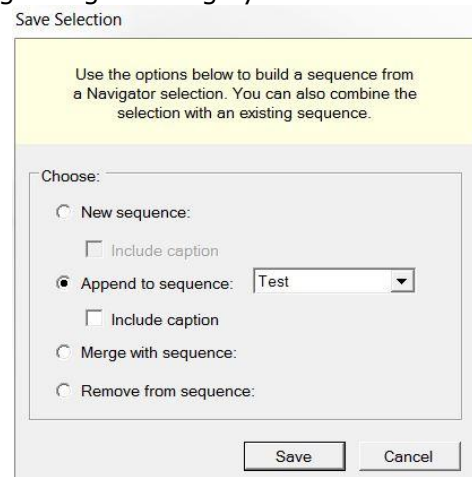 Save Selection
Use the options below to build a sequence from
a Navigator selection. You can also combine the
selection with an existing sequence.
Choose:
New sequence:
Include caption
Append to sequence: Test
Include caption
Merge with sequence:
Remove from sequence:
Save Cancel